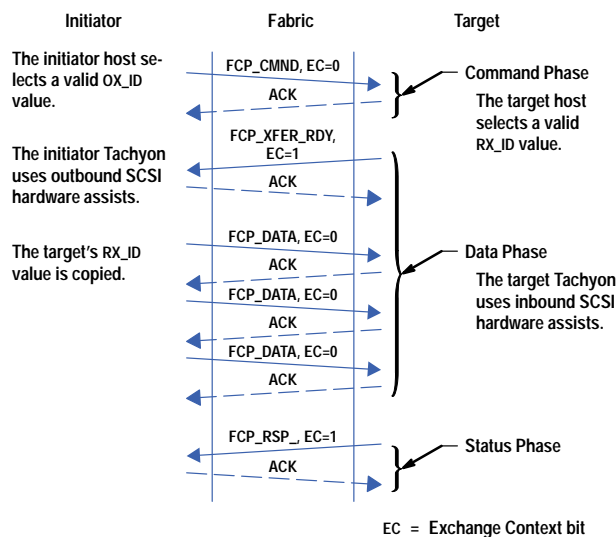 Initiator
Fabric
Target
The initiator host se-
lects a valid OX_ID
value.
FCP_CMND, EC=0
ACK
Command Phase
The target host
selects a valid
RX_ID value.
The initiator Tachyon
uses outbound SCSI
hardware assists.
FCP_XFER_RDY,
EC=1
ACK
The target's RX_ID
value is copied.
FCP_DATA, EC=0
ACK
FCP_DATA, EC=0
ACK
FCP_DATA, EC=0
ACK
Data Phase
The target Tachyon
uses inbound SCSI
hardware assists.
FCP_RSP_, EC=1
ACK
Status Phase
EC = Exchange Context bit